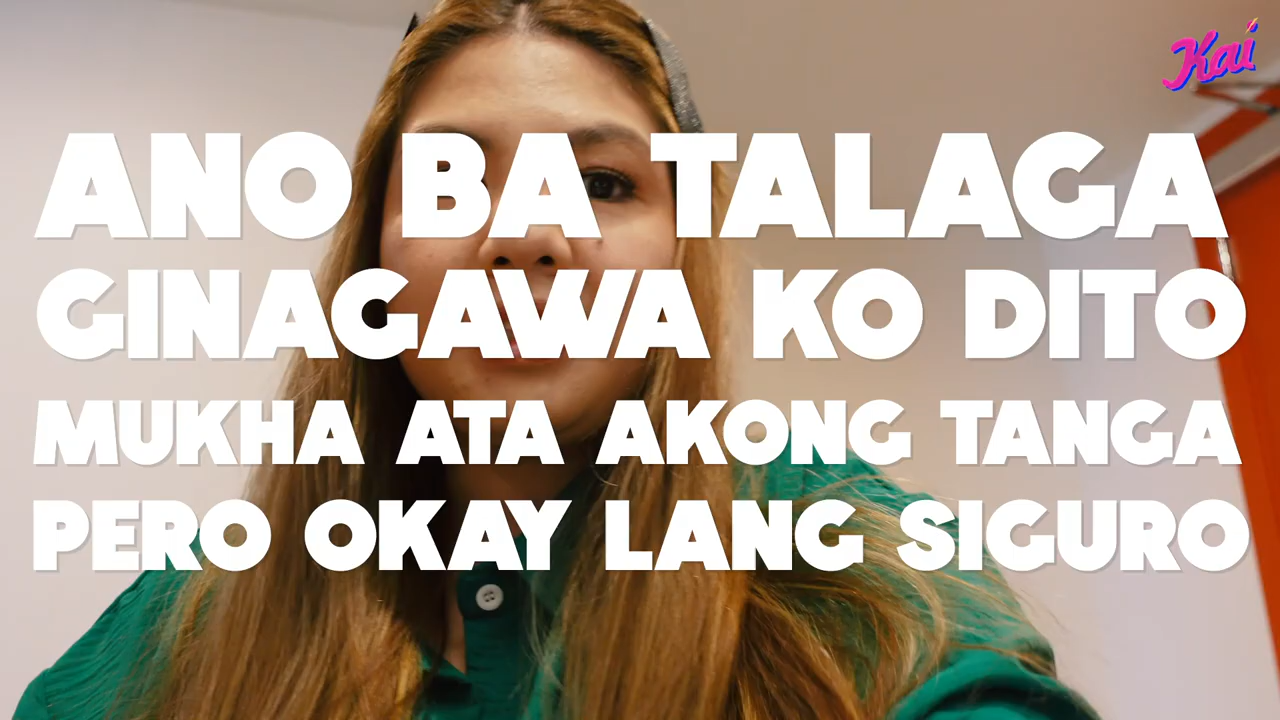 Kai
ANO BA TALAGA
GINAGAWA KO DITO
MUKHA ATA AKONG TANGA
PERO OKAY LANG SIGURO